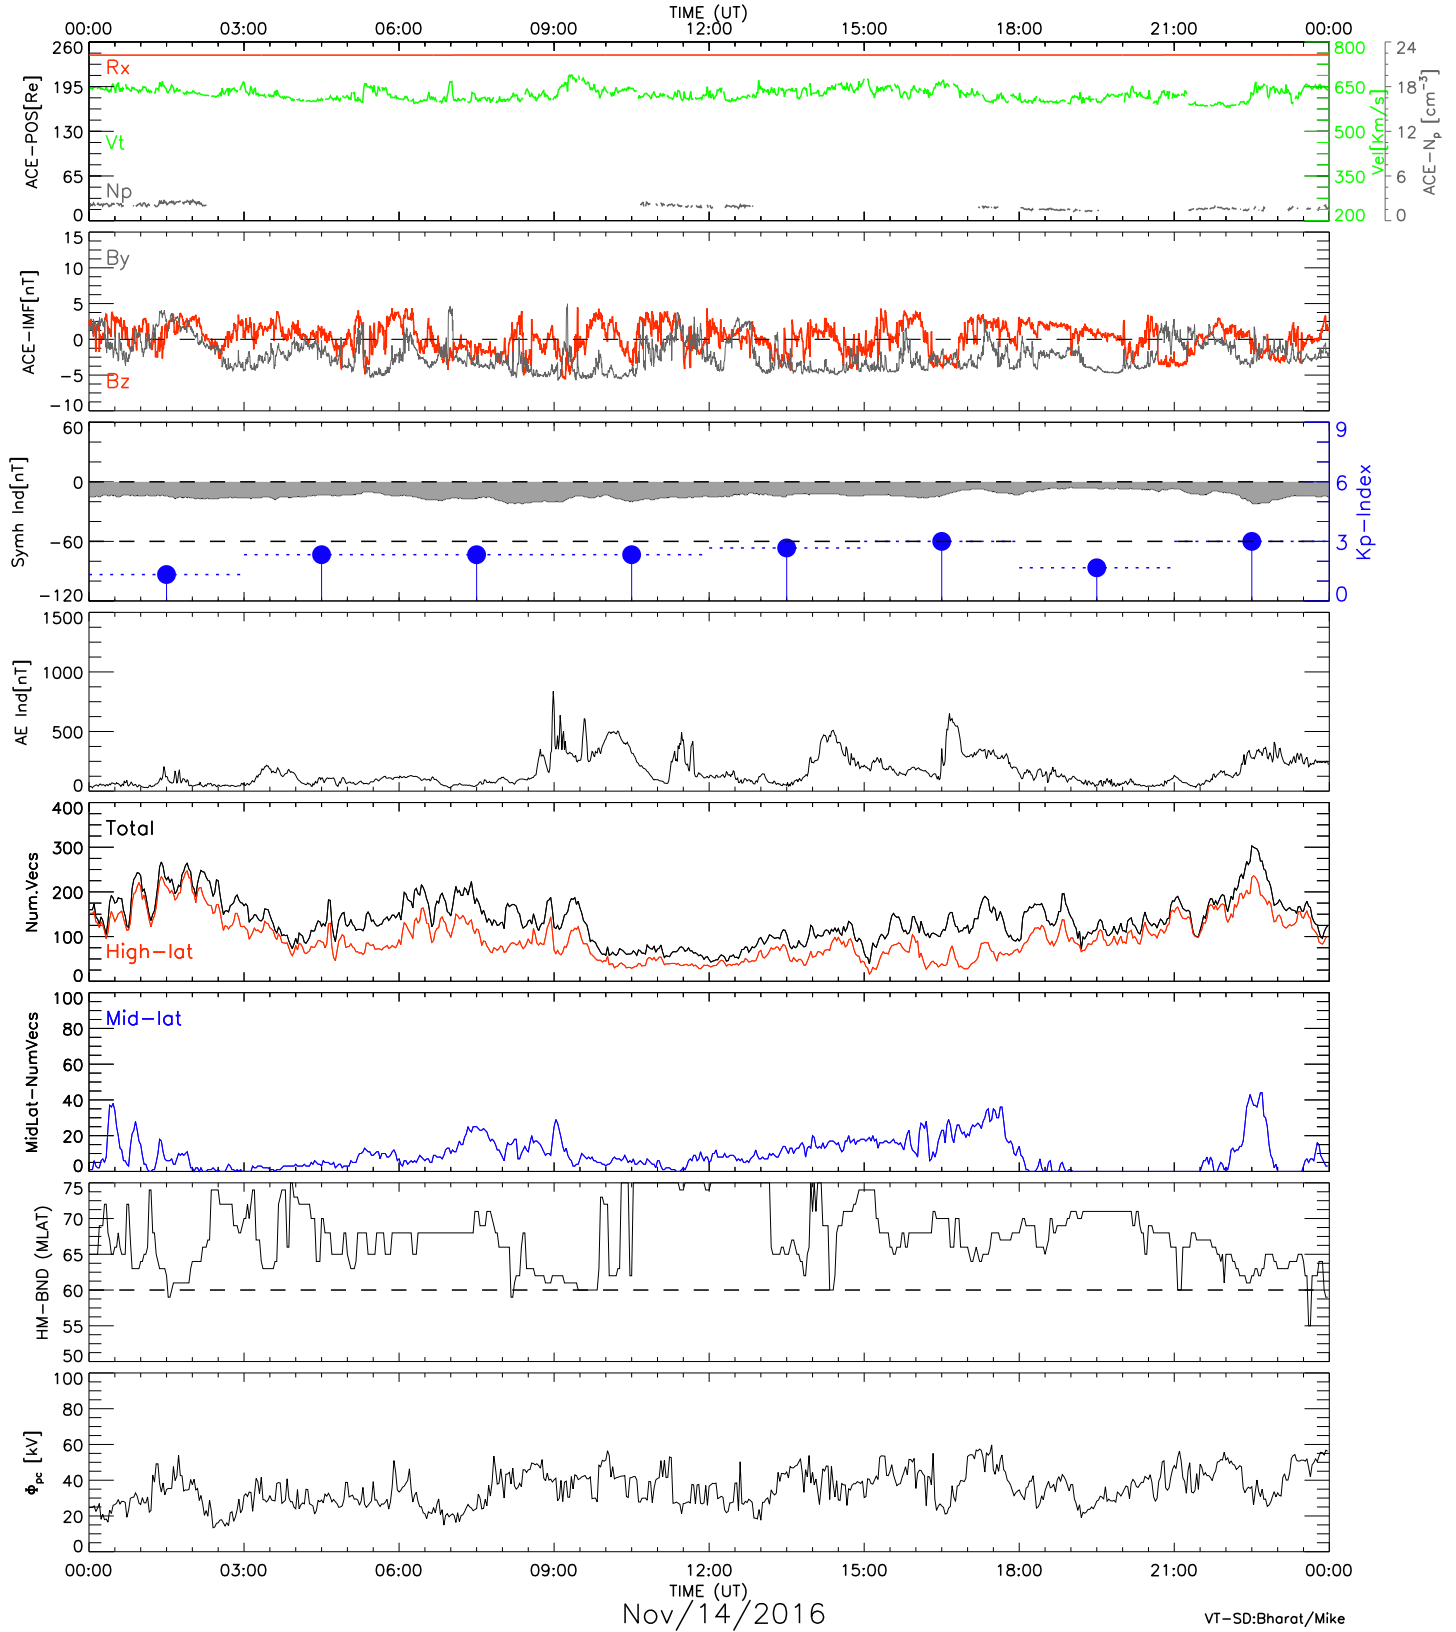 TIME (UT)
00:00 03:00 06:00 09:00 12:00 15:00 18:00 21:00 00:00
ACE-POS[Re]
260
195
130
65
0
Rx
Vt
Np
800
650
500
350
200
Vel[Km/s]
24
18
12
6
0
ACE-Np [cm-3]
ACE-IMF[nT]
15
10
5
0
-5
-10
By
Bz
Symh Ind[nT]
60
0
-60
-120
9
6
3
0
Kp-Index
AE Ind[nT]
1500
1000
500
0
Num.Vecs
400
300
200
100
0
Total
High-lat
MidLat-NumVecs
100
80
60
40
20
0
Mid-lat
HM-BND (MLAT)
75
70
65
60
55
50
Φpc [kV]
100
80
60
40
20
0
00:00 03:00 06:00 09:00 12:00 15:00 18:00 21:00 00:00
TIME (UT)
Nov/14/2016
VT-SD:Bharat/Mike